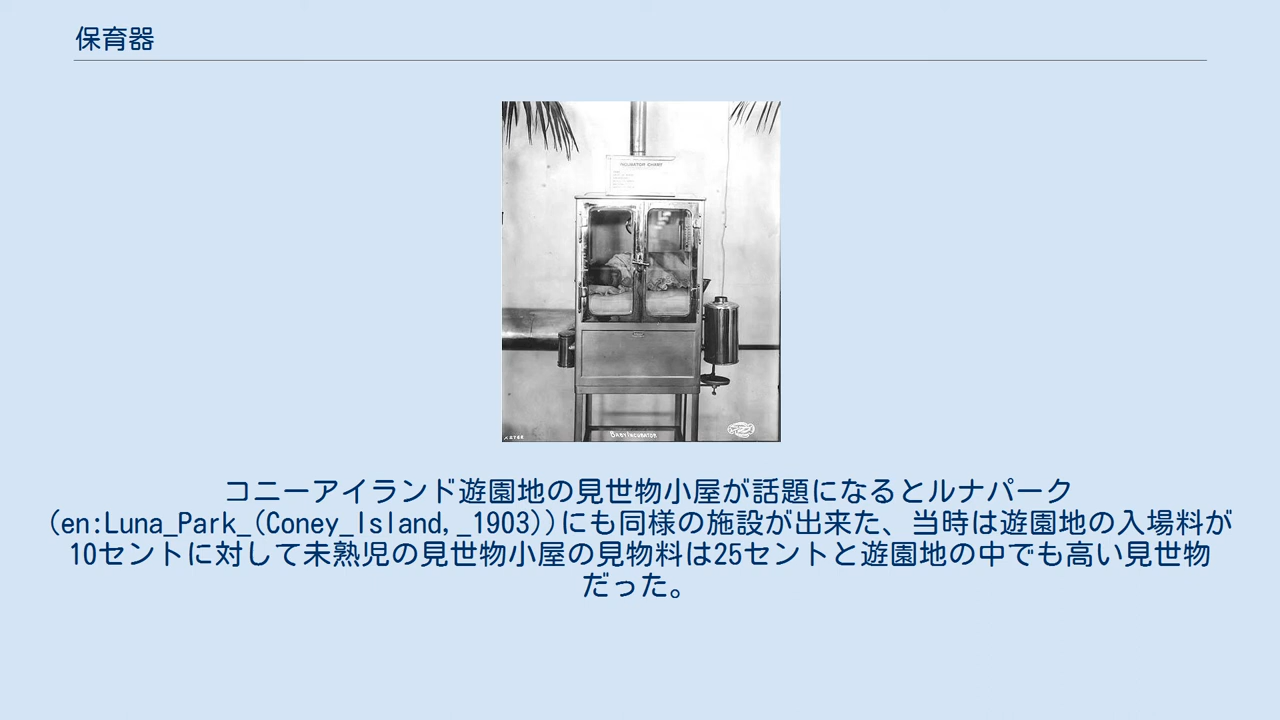 保育器
INCUBATOR CHART
BABY INCUBATOR
コニーアイランド遊園地の見世物小屋が話題になるとルナパーク
(en:Luna_Park_(Coney_Island,_1903))にも同様の施設が出来た、当時は遊園地の入場料が
10セントに対して未熟児の見世物小屋の見物料は25セントと遊園地の中でも高い見世物
だった。